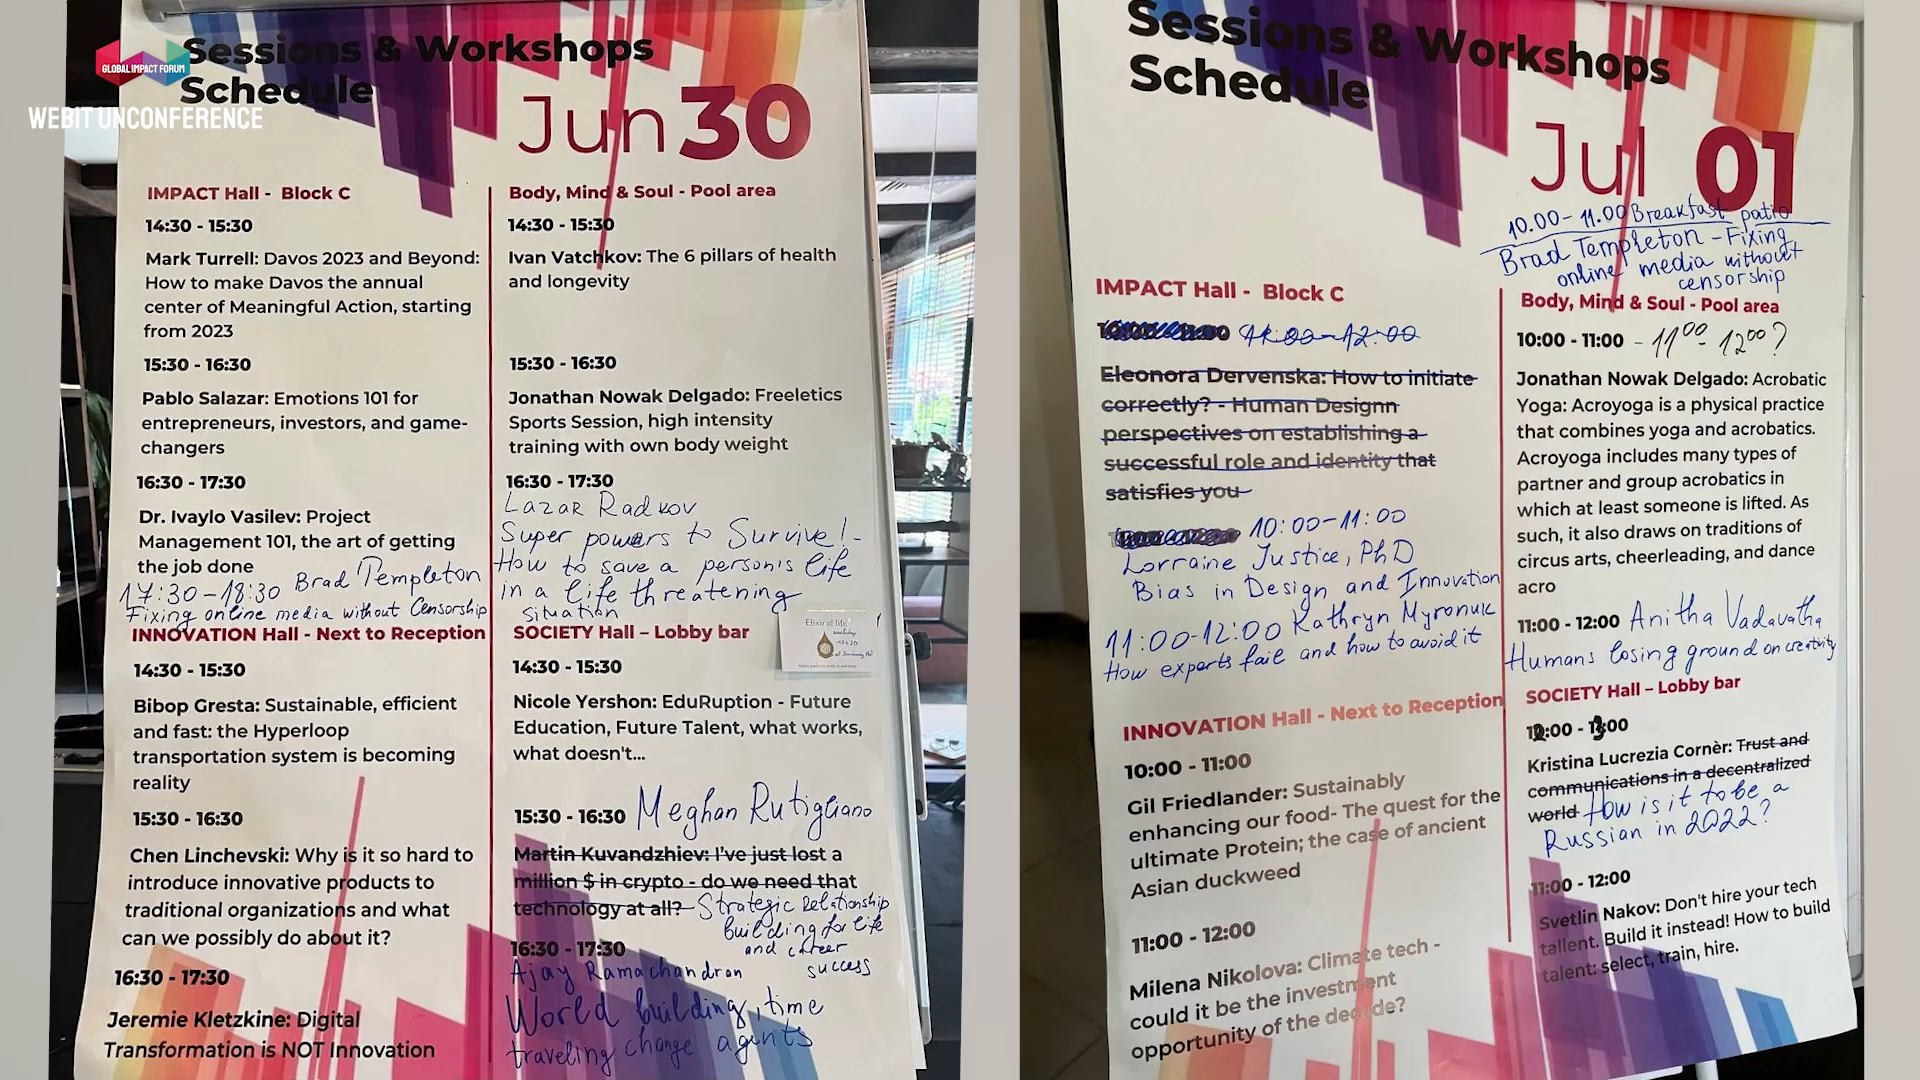 GLOBAL IMPACT FORUM
WEBIT UNCONFERENCE
Sessions & Workshops
Schedule
Jun 30
IMPACT Hall - Block C
14:30 - 15:30
Mark Turrell: Davos 2023 and Beyond:
How to make Davos the annual
center of Meaningful Action, starting
from 2023
15:30 - 16:30
Pablo Salazar: Emotions 101 for
entrepreneurs, investors, and game-
changers
16:30 - 17:30
Dr. Ivaylo Vasilev: Project
Management 101, the art of getting
the job done
17:30-18:30 Brad Templeton
Fixing online media without Censorship
INNOVATION Hall - Next to Reception
14:30 - 15:30
Bibop Gresta: Sustainable, efficient
and fast: the Hyperloop
transportation system is becoming
reality
15:30 - 16:30
Chen Linchevski: Why is it so hard to
introduce innovative products to
traditional organizations and what
can we possibly do about it?
16:30 - 17:30
Jeremie Kletzkine: Digital
Transformation is NOT Innovation
Body, Mind & Soul - Pool area
14:30 - 15:30
Ivan Vatchkov: The 6 pillars of health
and longevity
15:30 - 16:30
Jonathan Nowak Delgado: Freeletics
Sports Session, high intensity
training with own body weight
16:30 - 17:30
Lazar Radkov
Super powers to Survive! -
How to save a person's life
in a life threatening
situation
Elixir of life
SOCIETY Hall – Lobby bar
14:30 - 15:30
Nicole Yershon: EduRuption - Future
Education, Future Talent, what works,
what doesn't...
15:30 - 16:30 Meghan Rutigliano
Martin Kuvandzhiev: I've just lost a
million $ in crypto - do we need that
technology at all? Strategic Relationship
building for life
and career
success
16:30 - 17:30
Ajay Ramachandran
World building, time
traveling change agents
Sessions & Workshops
Schedule
Jul 01
10.00 - 11.00 Breakfast patio
Brad Templeton - Fixing
online media without
censorship
IMPACT Hall - Block C
11:00-12:00
Eleonora Dervenska: How to initiate
correctly? - Human Designn
perspectives on establishing a
successful role and identity that
satisfies you
10:00-11:00
Lorraine Justice, PhD
Bias in Design and Innovation
11:00-12:00 Kathryn Myronuk
How experts fail and how to avoid it
INNOVATION Hall - Next to Reception
10:00 - 11:00
Gil Friedlander: Sustainably
enhancing our food- The quest for the
ultimate Protein; the case of ancient
Asian duckweed
11:00 - 12:00
Milena Nikolova: Climate tech -
could it be the investment
opportunity of the decade?
Body, Mind & Soul - Pool area
10:00 - 11:00 - 11:00 - 12:00?
Jonathan Nowak Delgado: Acrobatic
Yoga: Acroyoga is a physical practice
that combines yoga and acrobatics.
Acroyoga includes many types of
partner and group acrobatics in
which at least someone is lifted. As
such, it also draws on traditions of
circus arts, cheerleading, and dance
acro
11:00 - 12:00 Anitha Vadavatha
Humans losing ground on creativity
SOCIETY Hall – Lobby bar
12:00 - 13:00
Kristina Lucrezia Cornèr: Trust and
communications in a decentralized
world How is it to be a
Russian in 2022?
11:00 - 12:00
Svetlin Nakov: Don't hire your tech
tallent. Build it instead! How to build
talent: select, train, hire.